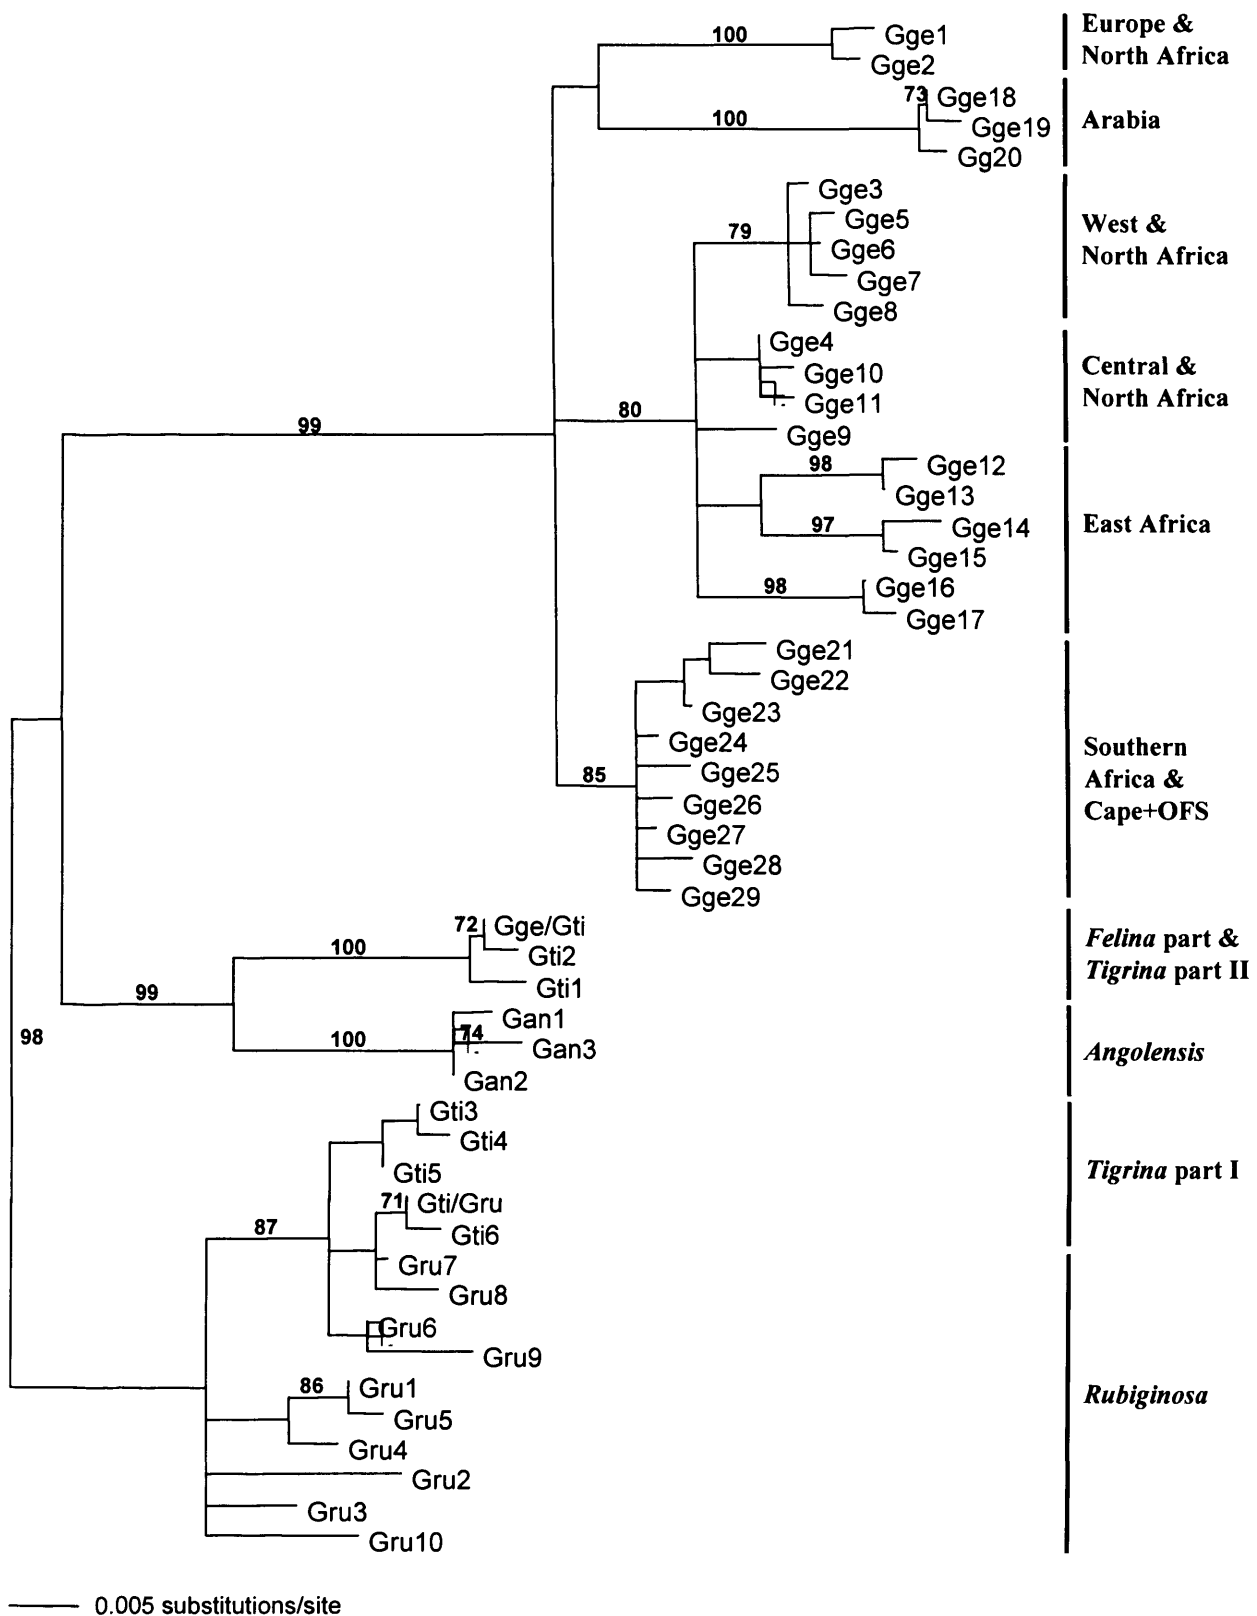 100
Gge1
Gge2
Europe &
North Africa
73
Gge18
100
Gge19
Gg20
Arabia
Gge3
Gge5
79
Gge6
Gge7
Gge8
West &
North Africa
Gge4
Gge10
Gge11
Gge9
Central &
North Africa
80
99
98
Gge12
Gge13
97
Gge14
Gge15
98
Gge16
Gge17
East Africa
Gge21
Gge22
Gge23
Gge24
85
Gge25
Gge26
Gge27
Gge28
Gge29
Southern
Africa &
Cape+OFS
72
Gge/Gti
100
Gti2
Gti1
Felina part &
Tigrina part II
99
98
Gan1
74
100
Gan3
Gan2
Angolensis
Gti3
Gti4
Gti5
71
Gti/Gru
Gti6
Tigrina part I
87
Gru7
Gru8
Gru6
Gru9
86
Gru1
Gru5
Gru4
Gru2
Gru3
Gru10
Rubiginosa
0.005 substitutions/site